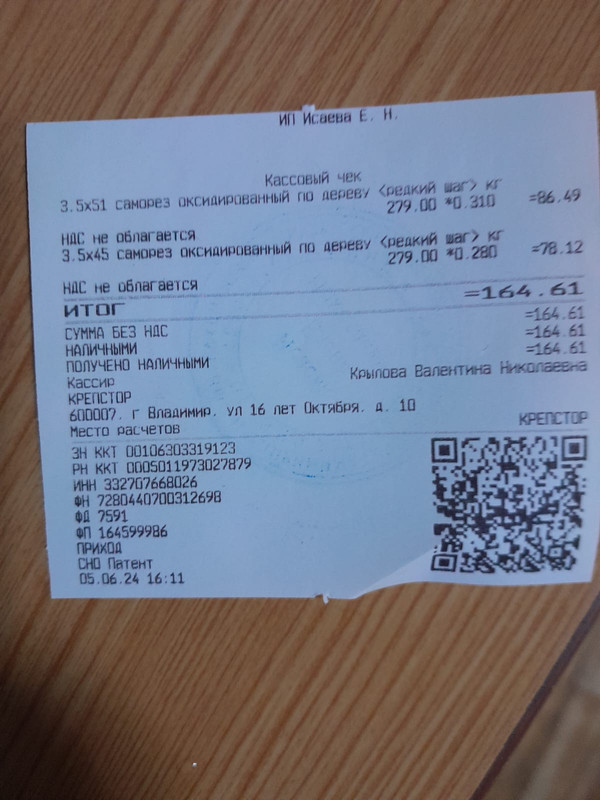 ИП Исаева Е. Н.
Кассовый чек
3.5х51 саморез оксидированный по дереву <редкий шаг> кг
279.00 *0.310 =86.49
НДС не облагается
3.5х45 саморез оксидированный по дереву <редкий шаг> кг
279.00 *0.280 =78.12
НДС не облагается
ИТОГ =164.61
СУММА БЕЗ НДС =164.61
НАЛИЧНЫМИ =164.61
ПОЛУЧЕНО НАЛИЧНЫМИ =164.61
Кассир Крылова Валентина Николаевна
КРЕПСТОР
600007. г Владимир. ул 16 лет Октября. д. 10
Место расчетов КРЕПСТОР
ЗН ККТ 00106303319123
РН ККТ 0005011973027879
ИНН 332707668026
ФН 7280440700312698
ФД 7591
ФП 164599986
ПРИХОД
СНО Патент
05.06.24 16:11